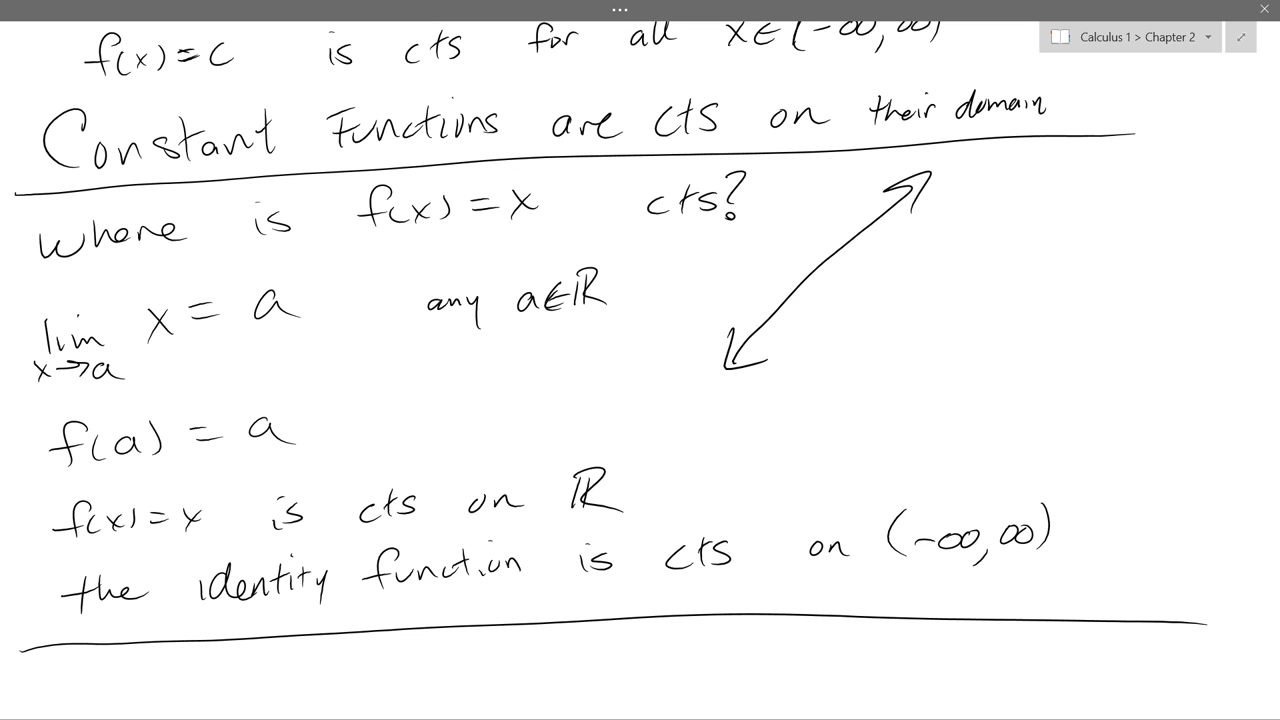 f(x) = c is cts for all x ∈ (-∞, ∞)
Calculus 1 > Chapter 2
Constant Functions are cts on their domain
where is f(x) = x cts?
lim x→a x = a any a ∈ ℝ
f(a) = a
f(x) = x is cts on ℝ
the identity function is cts on (-∞, ∞)